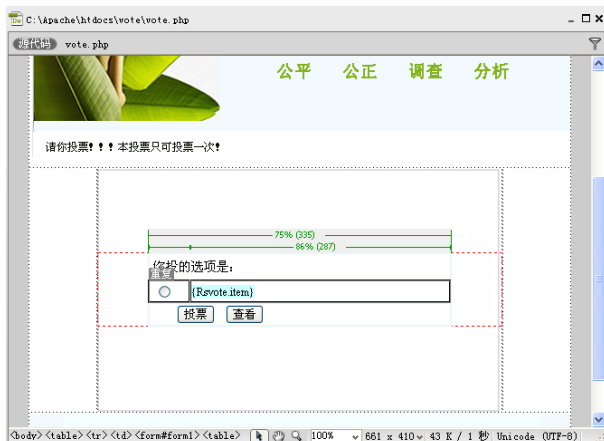 C:\Apache\htdocs\vote\vote.php
源代码 vote.php
公平 公正 调查 分析
请你投票！！！本投票只可投票一次！
75% (335)
86% (287)
你投的选项是：
重复
{Rsvote.item}
投票 查看
<body> <table> <tr> <td> <form#form1> <table> 100% 661 x 410 43 K / 1 秒 Unicode (UTF-8)